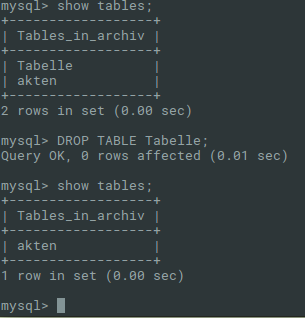 mysql> show tables;
+------------------+
| Tables_in_archiv |
+------------------+
| Tabelle          |
| akten            |
+------------------+
2 rows in set (0.00 sec)
mysql> DROP TABLE Tabelle;
Query OK, 0 rows affected (0.01 sec)
mysql> show tables;
+------------------+
| Tables_in_archiv |
+------------------+
| akten            |
+------------------+
1 row in set (0.00 sec)
mysql>